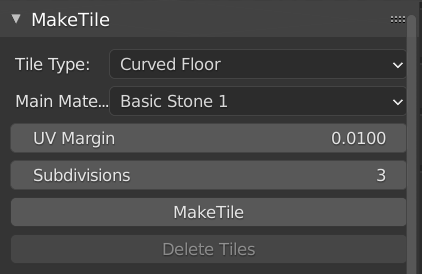 MakeTile
Tile Type: Curved Floor
Main Mate... Basic Stone 1
UV Margin 0.0100
Subdivisions 3
MakeTile
Delete Tiles